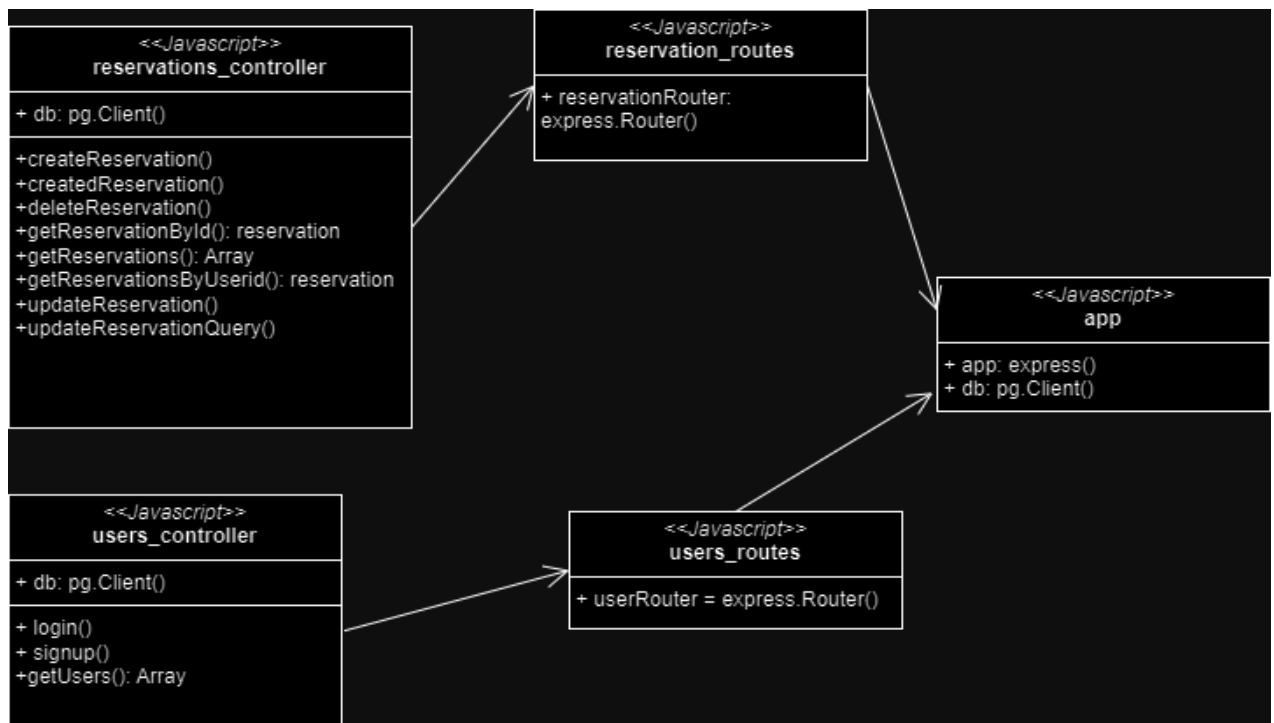 <<Javascript>>
reservations_controller
+ db: pg.Client()
+createReservation()
+createdReservation()
+deleteReservation()
+getReservationById(): reservation
+getReservations(): Array
+getReservationsByUserid(): reservation
+updateReservation()
+updateReservationQuery()
<<Javascript>>
reservation_routes
+ reservationRouter:
express.Router()
<<Javascript>>
app
+ app: express()
+ db: pg.Client()
<<Javascript>>
users_controller
+ db: pg.Client()
+ login()
+ signup()
+getUsers(): Array
<<Javascript>>
users_routes
+ userRouter = express.Router()